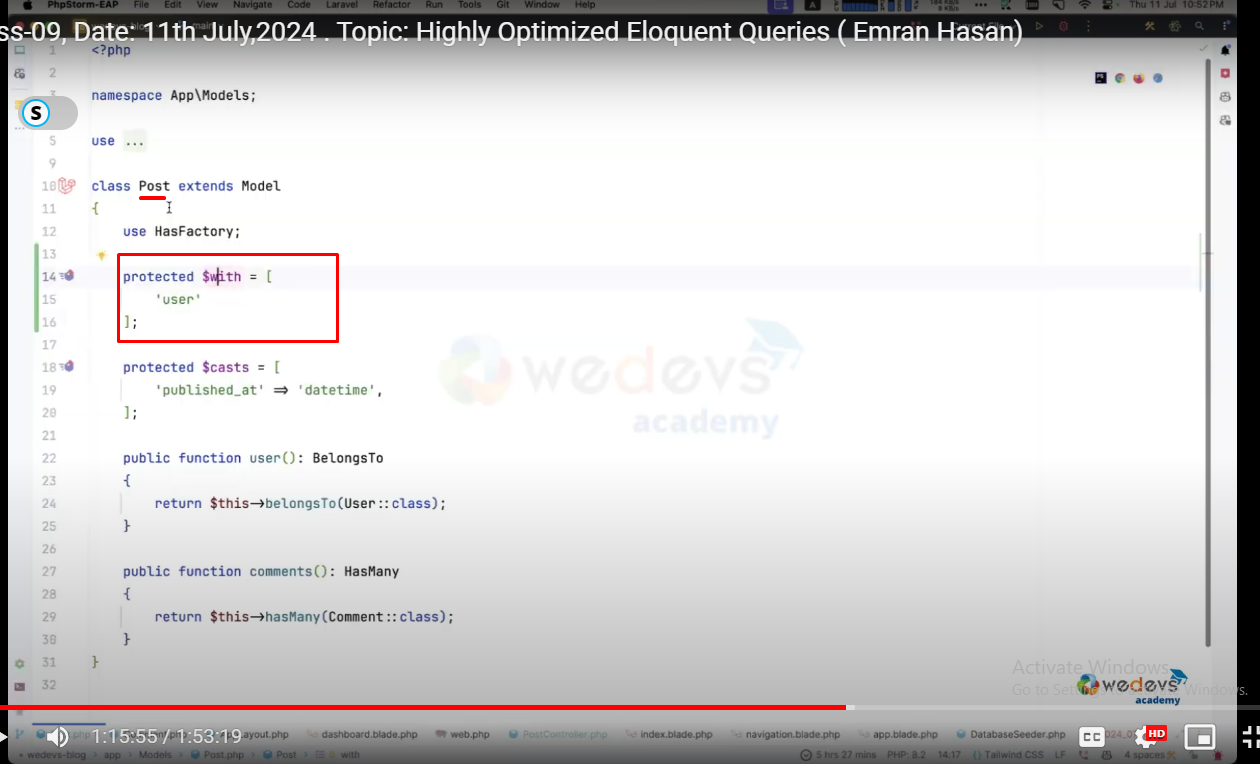 PhpStorm-EAP File Edit View Navigate Code Laravel Refactor Run Tools Git Window Help Thu 11 Jul 10:52 PM
ss-09, Date: 11th July,2024 . Topic: Highly Optimized Eloquent Queries ( Emran Hasan)
1 <?php
2
3 namespace App\Models;
S
5 use ...
9
10 class Post extends Model
11 {
12 use HasFactory;
13
14 protected $with = [
15 'user'
16 ];
17
18 protected $casts = [
19 'published_at' => 'datetime',
20 ];
21
22 public function user(): BelongsTo
23 {
24 return $this->belongsTo(User::class);
25 }
26
27 public function comments(): HasMany
28 {
29 return $this->hasMany(Comment::class);
30 }
31 }
32
wedevs
academy
Activate Windows
Go to Windows.
wedevs
academy
1:15:55 / 1:53:19
layout.php dashboard.blade.php web.php PostController.php index.blade.php navigation.blade.php app.blade.php DatabaseSeeder.php 2024_0
CC HD
wedevs-blog app Models Post.php Post with 5 hrs 27 mins PHP: 8.2 14:17 Tailwind CSS LF 4 spaces